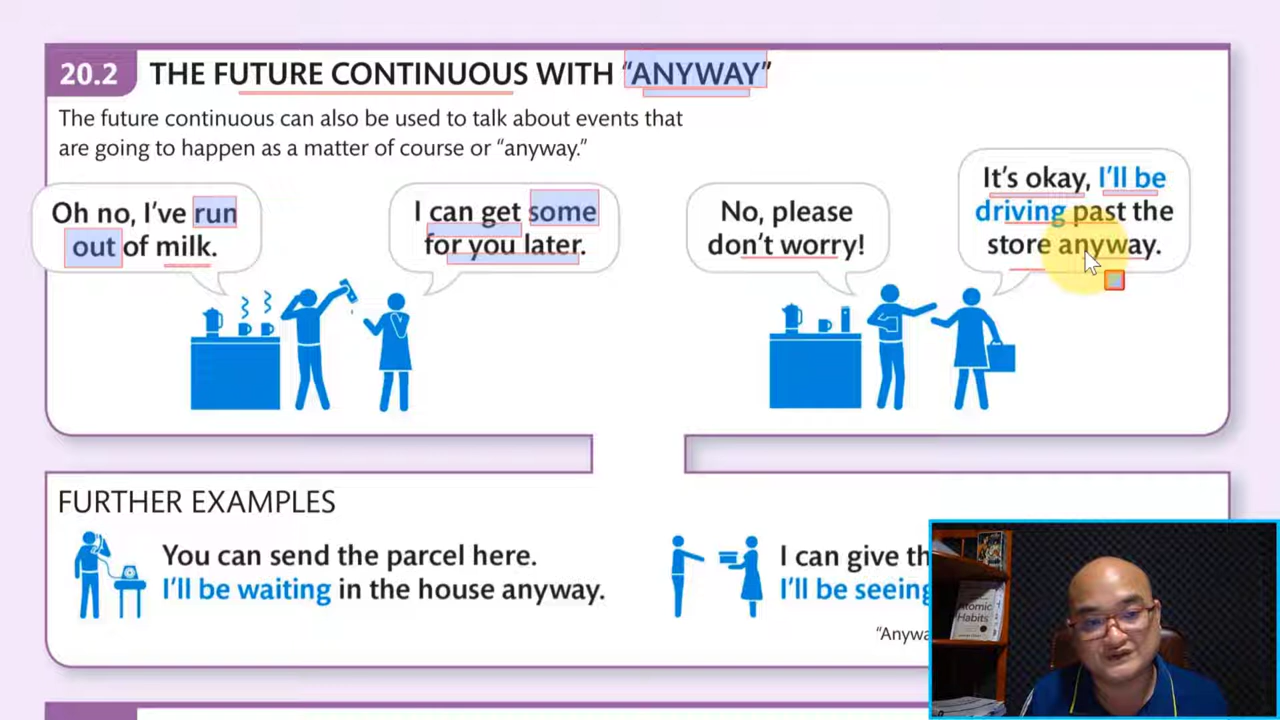 20.2 THE FUTURE CONTINUOUS WITH “ANYWAY”
The future continuous can also be used to talk about events that
are going to happen as a matter of course or “anyway.”
Oh no, I’ve run
out of milk.
I can get some
for you later.
No, please
don’t worry!
It’s okay, I’ll be
driving past the
store anyway.
FURTHER EXAMPLES
You can send the parcel here.
I’ll be waiting in the house anyway.
I can give
I’ll be seeing
Atomic
Habits